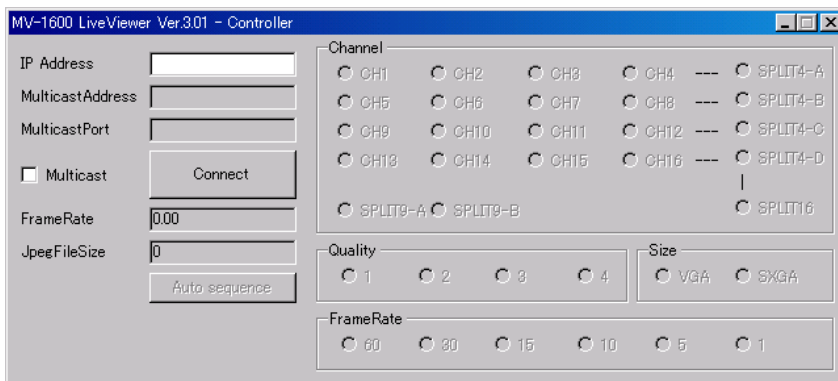 MV-1600 LiveViewer Ver.3.01 - Controller
IP Address
MulticastAddress
MulticastPort
Multicast
Connect
FrameRate 0.00
JpegFileSize 0
Auto sequence
Channel
CH1 CH2 CH3 CH4 --- SPLIT4-A
CH5 CH6 CH7 CH8 --- SPLIT4-B
CH9 CH10 CH11 CH12 --- SPLIT4-C
CH13 CH14 CH15 CH16 --- SPLIT4-D
|
SPLIT9-A SPLIT9-B SPLIT16
Quality
1 2 3 4
Size
VGA SXGA
FrameRate
60 30 15 10 5 1